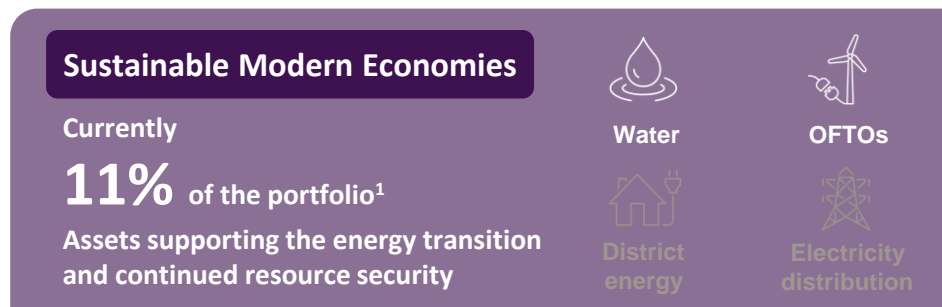 Sustainable Modern Economies
Currently
11% of the portfolio¹
Assets supporting the energy transition
and continued resource security
Water
OFTOs
District
energy
Electricity
distribution